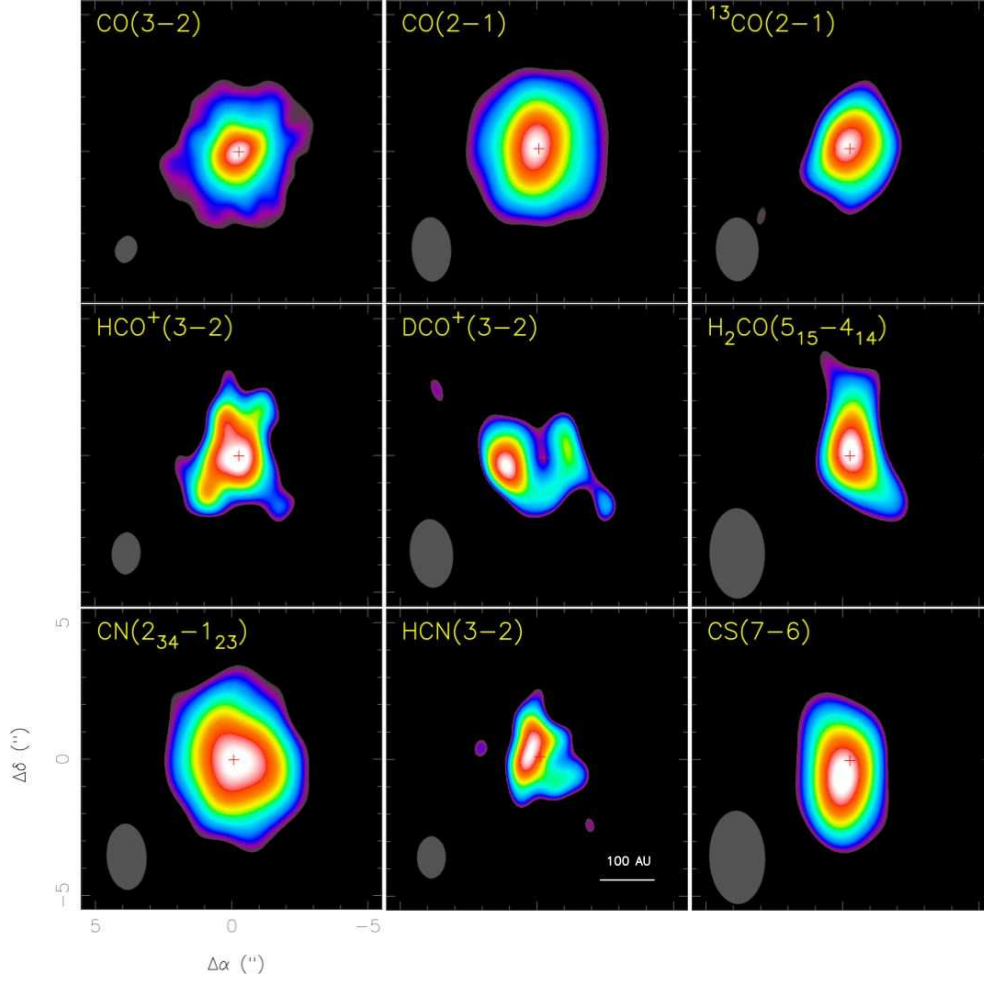 CO(3−2)
CO(2−1)
¹³CO(2−1)
HCO⁺(3−2)
DCO⁺(3−2)
H₂CO(5₁₅−4₁₄)
CN(2₃₄−1₂₃)
HCN(3−2)
CS(7−6)
100 AU
5
0
−5
Δδ (")
5
0
−5
Δα (")